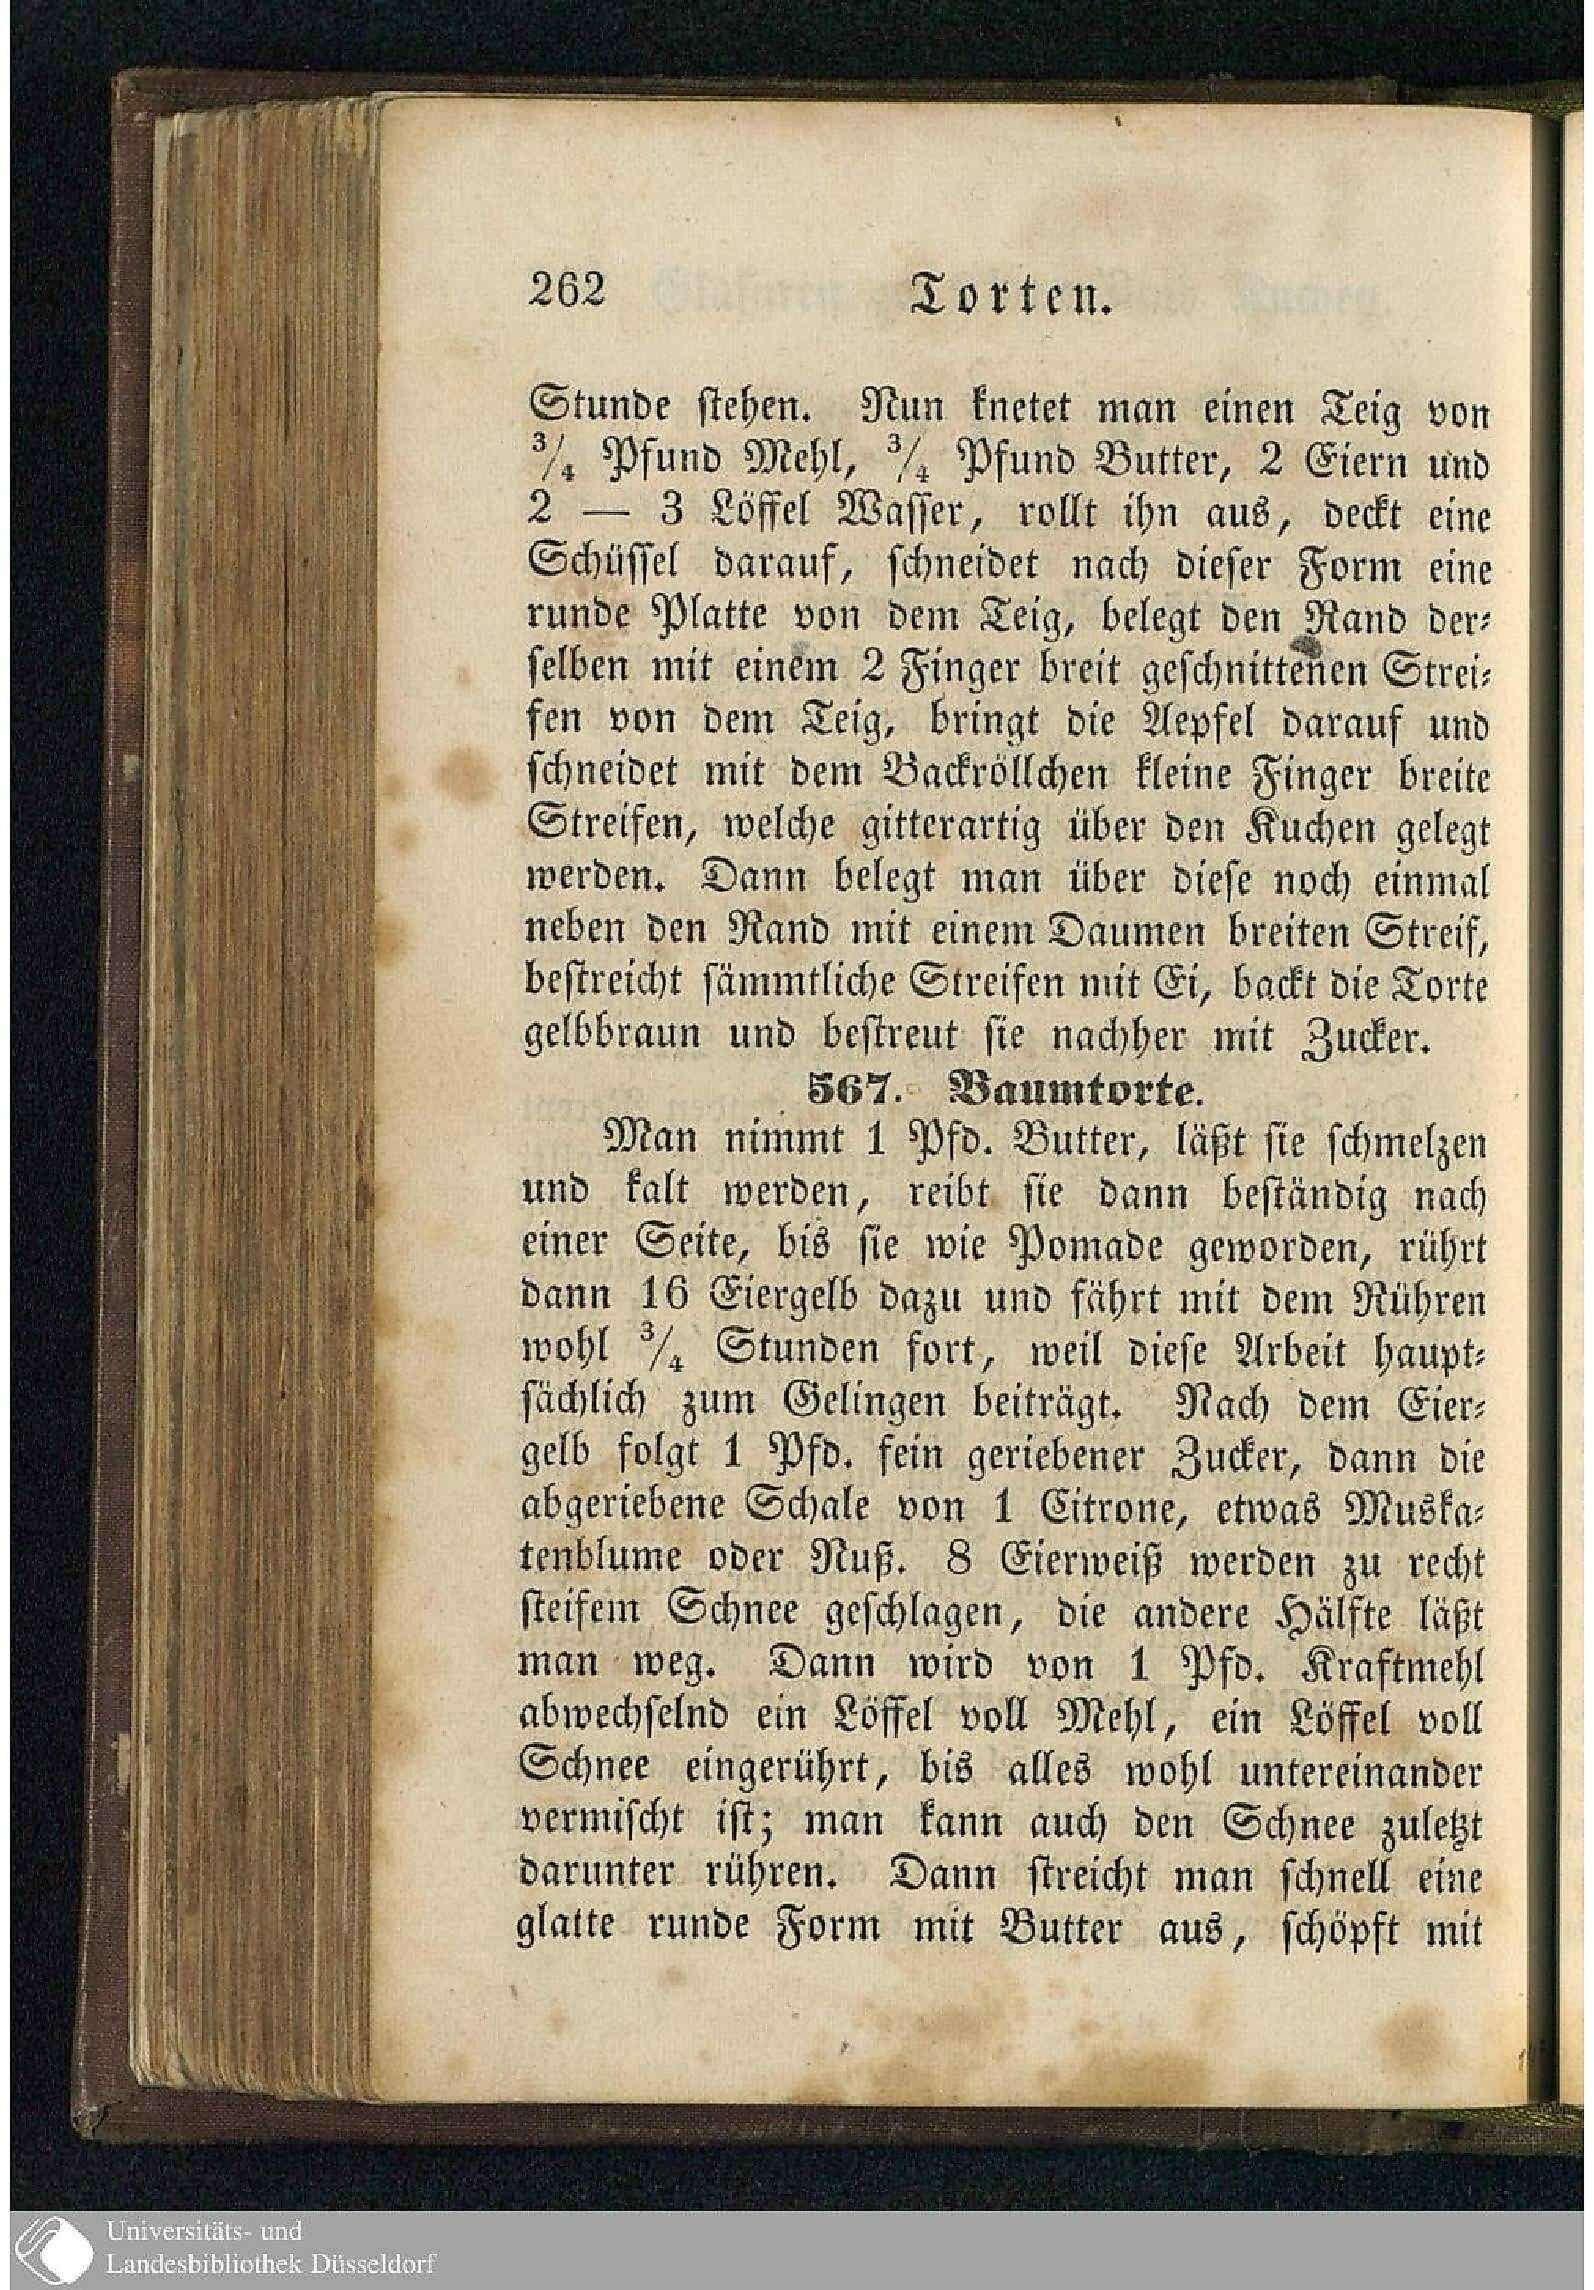 262 Torten.
Stunde stehen. Nun knetet man einen Teig von
3/4 Pfund Mehl, 3/4 Pfund Butter, 2 Eiern und
2 — 3 Löffel Wasser, rollt ihn aus, deckt eine
Schüssel darauf, schneidet nach dieser Form eine
runde Platte von dem Teig, belegt den Rand der-
selben mit einem 2 Finger breit geschnittenen Strei-
fen von dem Teig, bringt die Aepfel darauf und
schneidet mit dem Backröllchen kleine Finger breite
Streifen, welche gitterartig über den Kuchen gelegt
werden. Dann belegt man über diese noch einmal
neben den Rand mit einem Daumen breiten Streif,
bestreicht sämmtliche Streifen mit Ei, backt die Torte
gelbbraun und bestreut sie nachher mit Zucker.
567. Baumtorte.
Man nimmt 1 Pfd. Butter, läßt sie schmelzen
und kalt werden, reibt sie dann beständig nach
einer Seite, bis sie wie Pomade geworden, rührt
dann 16 Eiergelb dazu und fährt mit dem Rühren
wohl 3/4 Stunden fort, weil diese Arbeit haupt-
sächlich zum Gelingen beiträgt. Nach dem Eier-
gelb folgt 1 Pfd. fein geriebener Zucker, dann die
abgeriebene Schale von 1 Citrone, etwas Muska-
tenblume oder Nuß. 8 Eierweiß werden zu recht
steifem Schnee geschlagen, die andere Hälfte läßt
man weg. Dann wird von 1 Pfd. Kraftmehl
abwechselnd ein Löffel voll Mehl, ein Löffel voll
Schnee eingerührt, bis alles wohl untereinander
vermischt ist; man kann auch den Schnee zuletzt
darunter rühren. Dann streicht man schnell eine
glatte runde Form mit Butter aus, schöpft mit
Universitäts- und
Landesbibliothek Düsseldorf